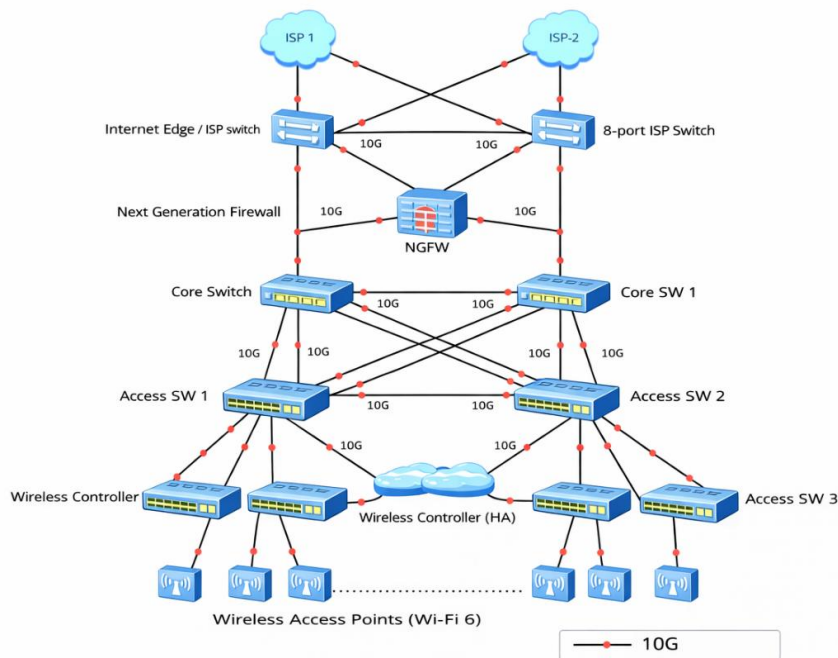 ISP 1
ISP-2
Internet Edge / ISP switch
8-port ISP Switch
10G
10G
Next Generation Firewall
10G
10G
NGFW
Core Switch
Core SW 1
10G
10G
10G
10G
10G
10G
Access SW 1
Access SW 2
10G
10G
10G
10G
Wireless Controller
Wireless Controller (HA)
Access SW 3
Wireless Access Points (Wi-Fi 6)
10G